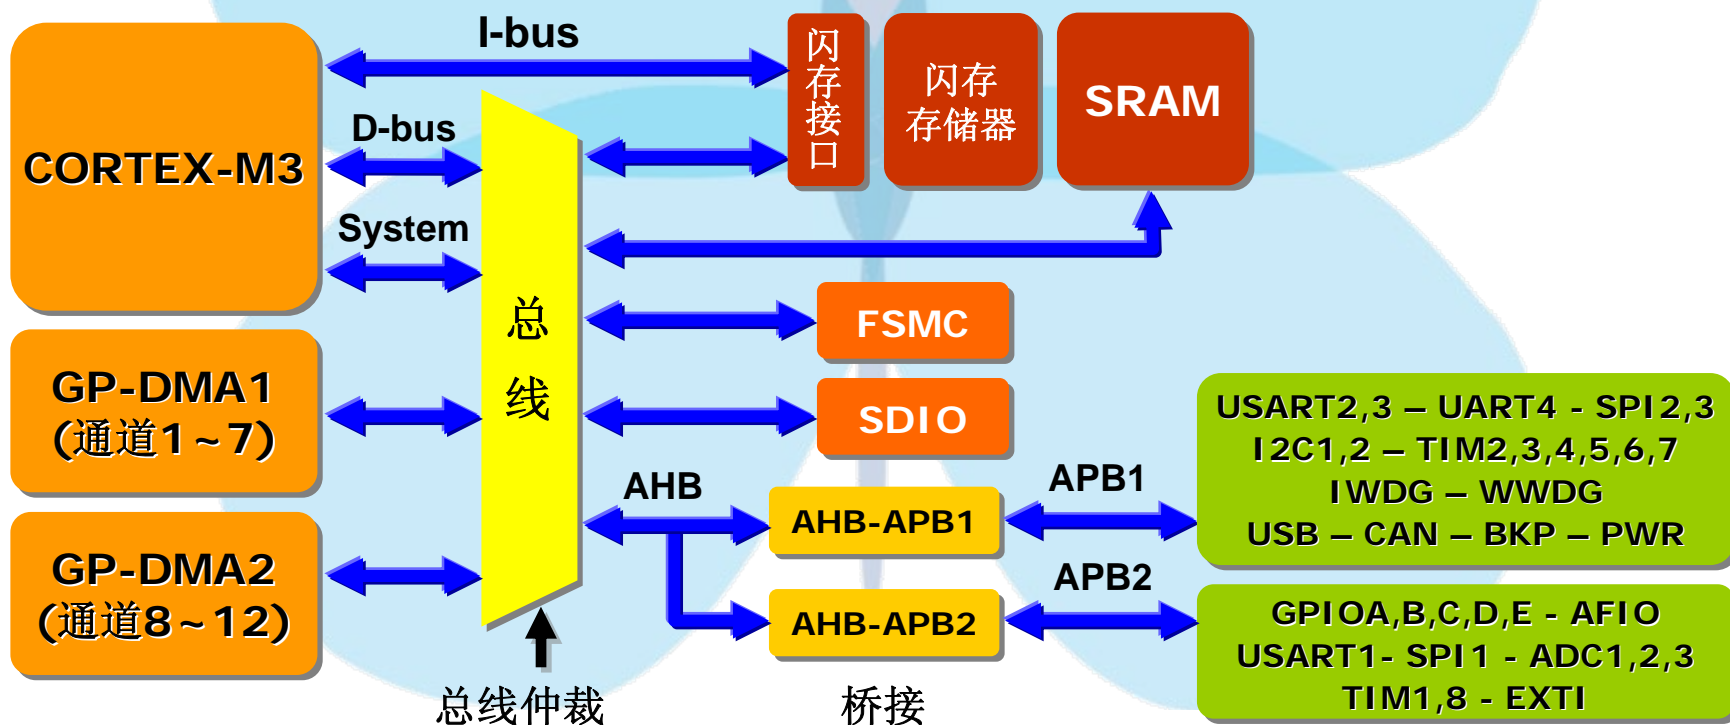 I-bus
闪存接口
闪存
存储器
SRAM
CORTEX-M3
D-bus
System
总线
FSMC
SDIO
GP-DMA1
(通道1~7)
GP-DMA2
(通道8~12)
AHB
AHB-APB1
APB1
USART2,3 – UART4 - SPI2,3
I2C1,2 – TIM2,3,4,5,6,7
IWDG – WWDG
USB – CAN – BKP – PWR
AHB-APB2
APB2
GPIOA,B,C,D,E - AFIO
USART1- SPI1 - ADC1,2,3
TIM1,8 - EXTI
总线仲裁
桥接